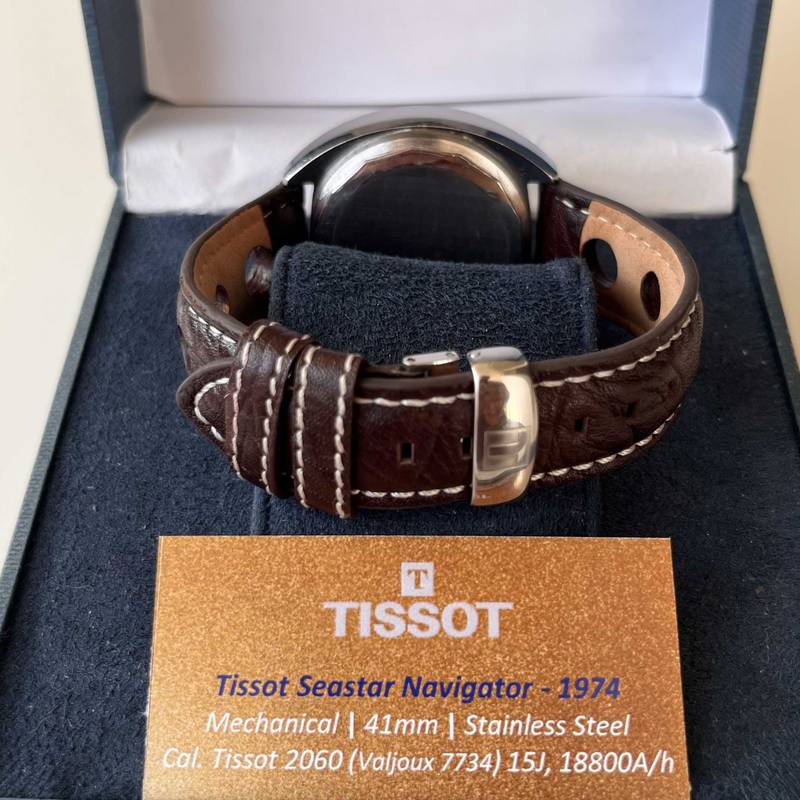 T
TISSOT
Tissot Seastar Navigator - 1974
Mechanical | 41mm | Stainless Steel
Cal. Tissot 2060 (Valjoux 7734) 15J, 18800A/h